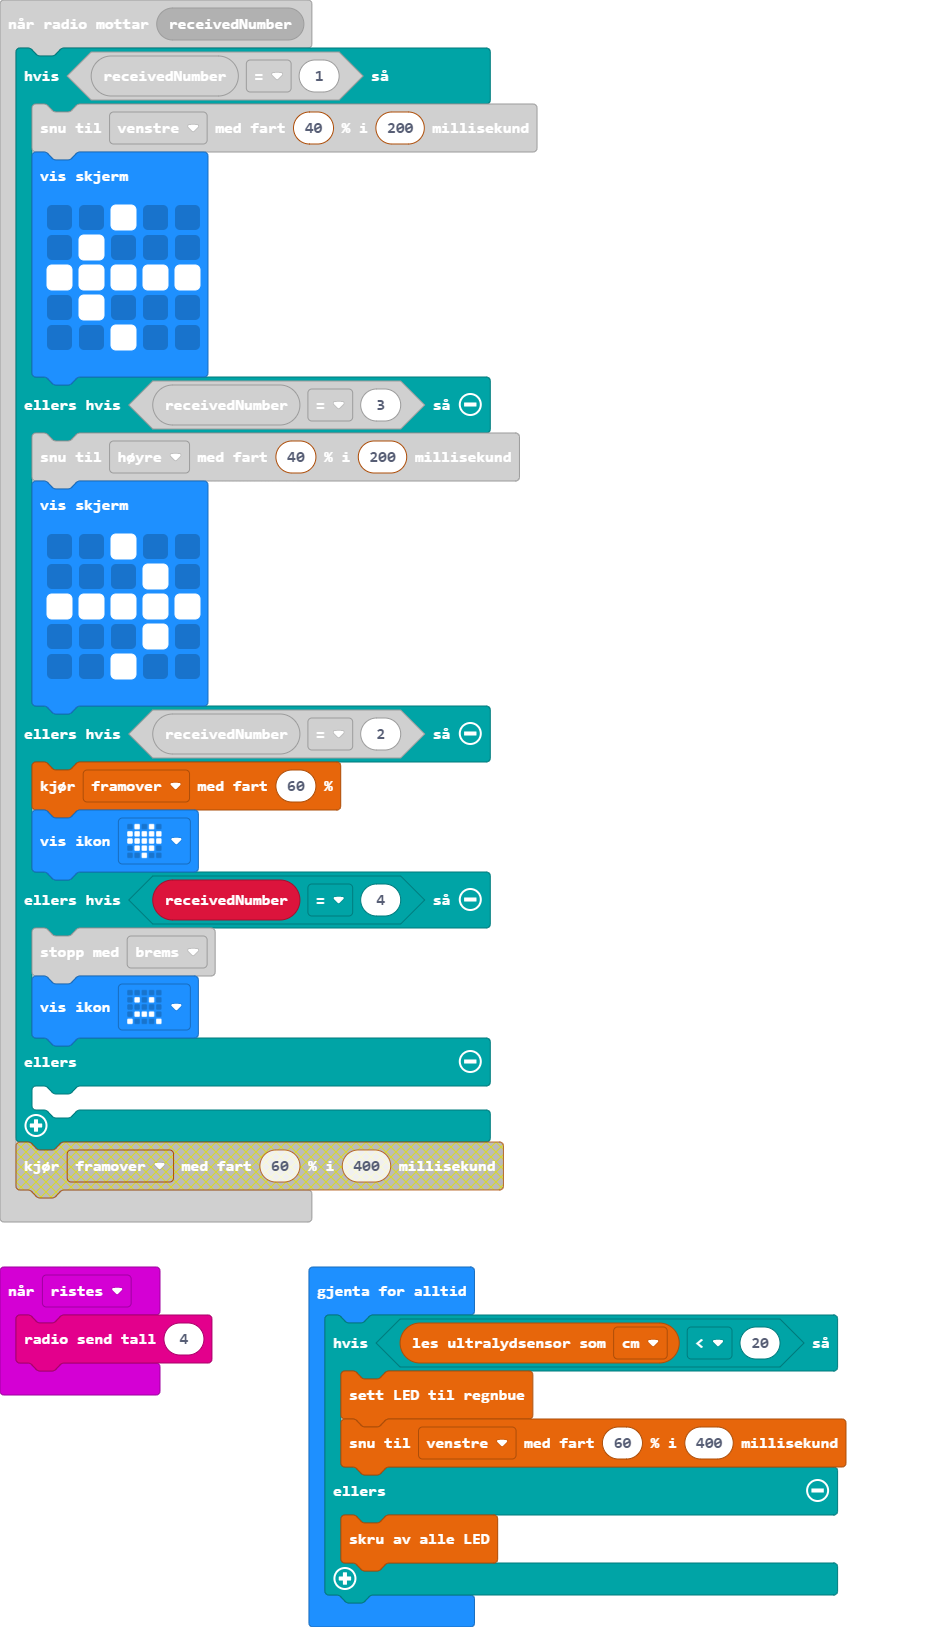 når radio mottar receivedNumber
hvis receivedNumber = 1 så
snu til venstre med fart 40 % i 200 millisekund
vis skjerm
ellers hvis receivedNumber = 3 så
snu til høyre med fart 40 % i 200 millisekund
vis skjerm
ellers hvis receivedNumber = 2 så
kjør framover med fart 60 %
vis ikon
ellers hvis receivedNumber = 4 så
stopp med brems
vis ikon
ellers
kjør framover med fart 60 % i 400 millisekund
når ristes
radio send tall 4
gjenta for alltid
hvis les ultralydsensor som cm < 20 så
sett LED til regnbue
snu til venstre med fart 60 % i 400 millisekund
ellers
skru av alle LED